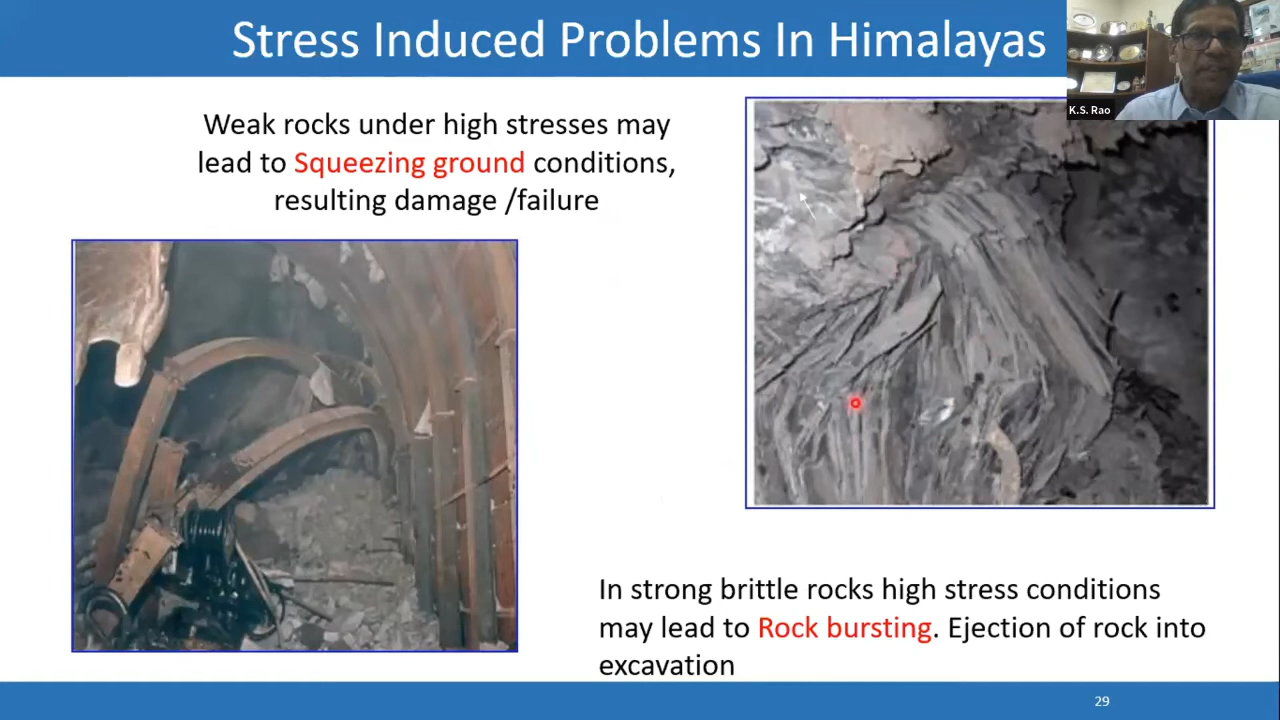 Stress Induced Problems In Himalayas
K.S. Rao
Weak rocks under high stresses may
lead to Squeezing ground conditions,
resulting damage /failure
In strong brittle rocks high stress conditions
may lead to Rock bursting. Ejection of rock into
excavation
29